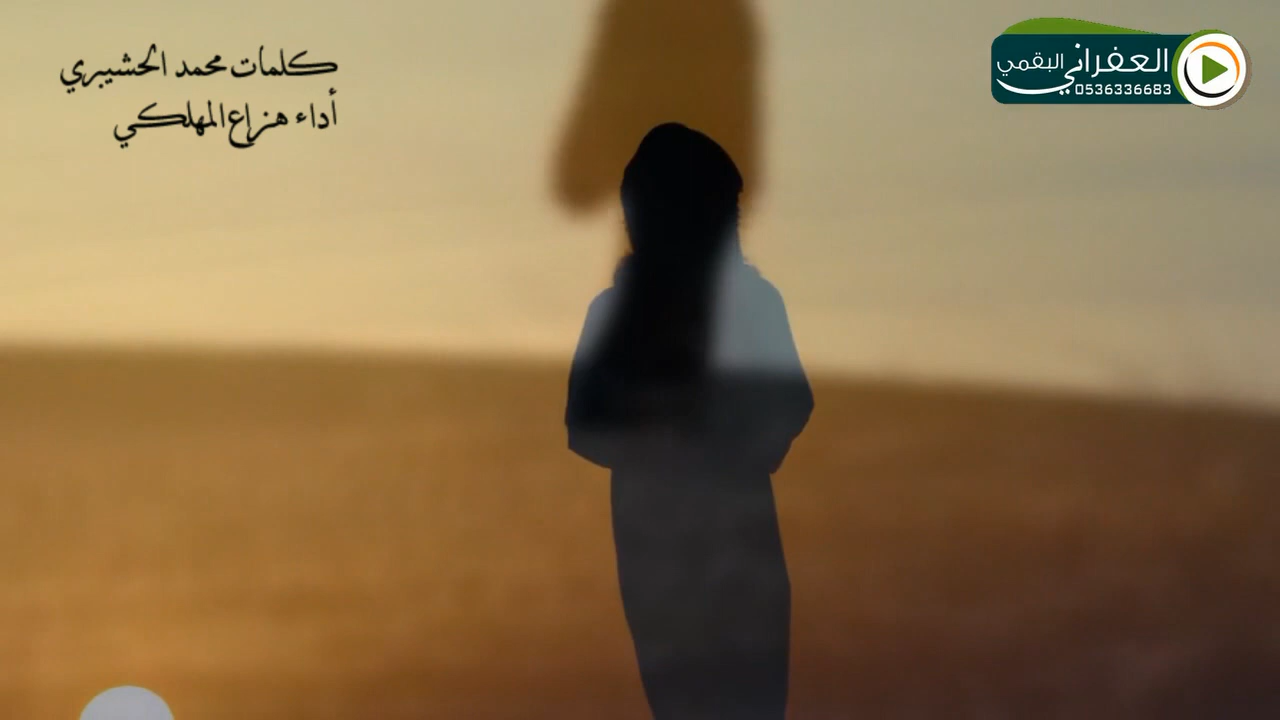 كلمات محمد الحشيبري
أداء هزاع المهلكي
العفراني البقمي
0536336683